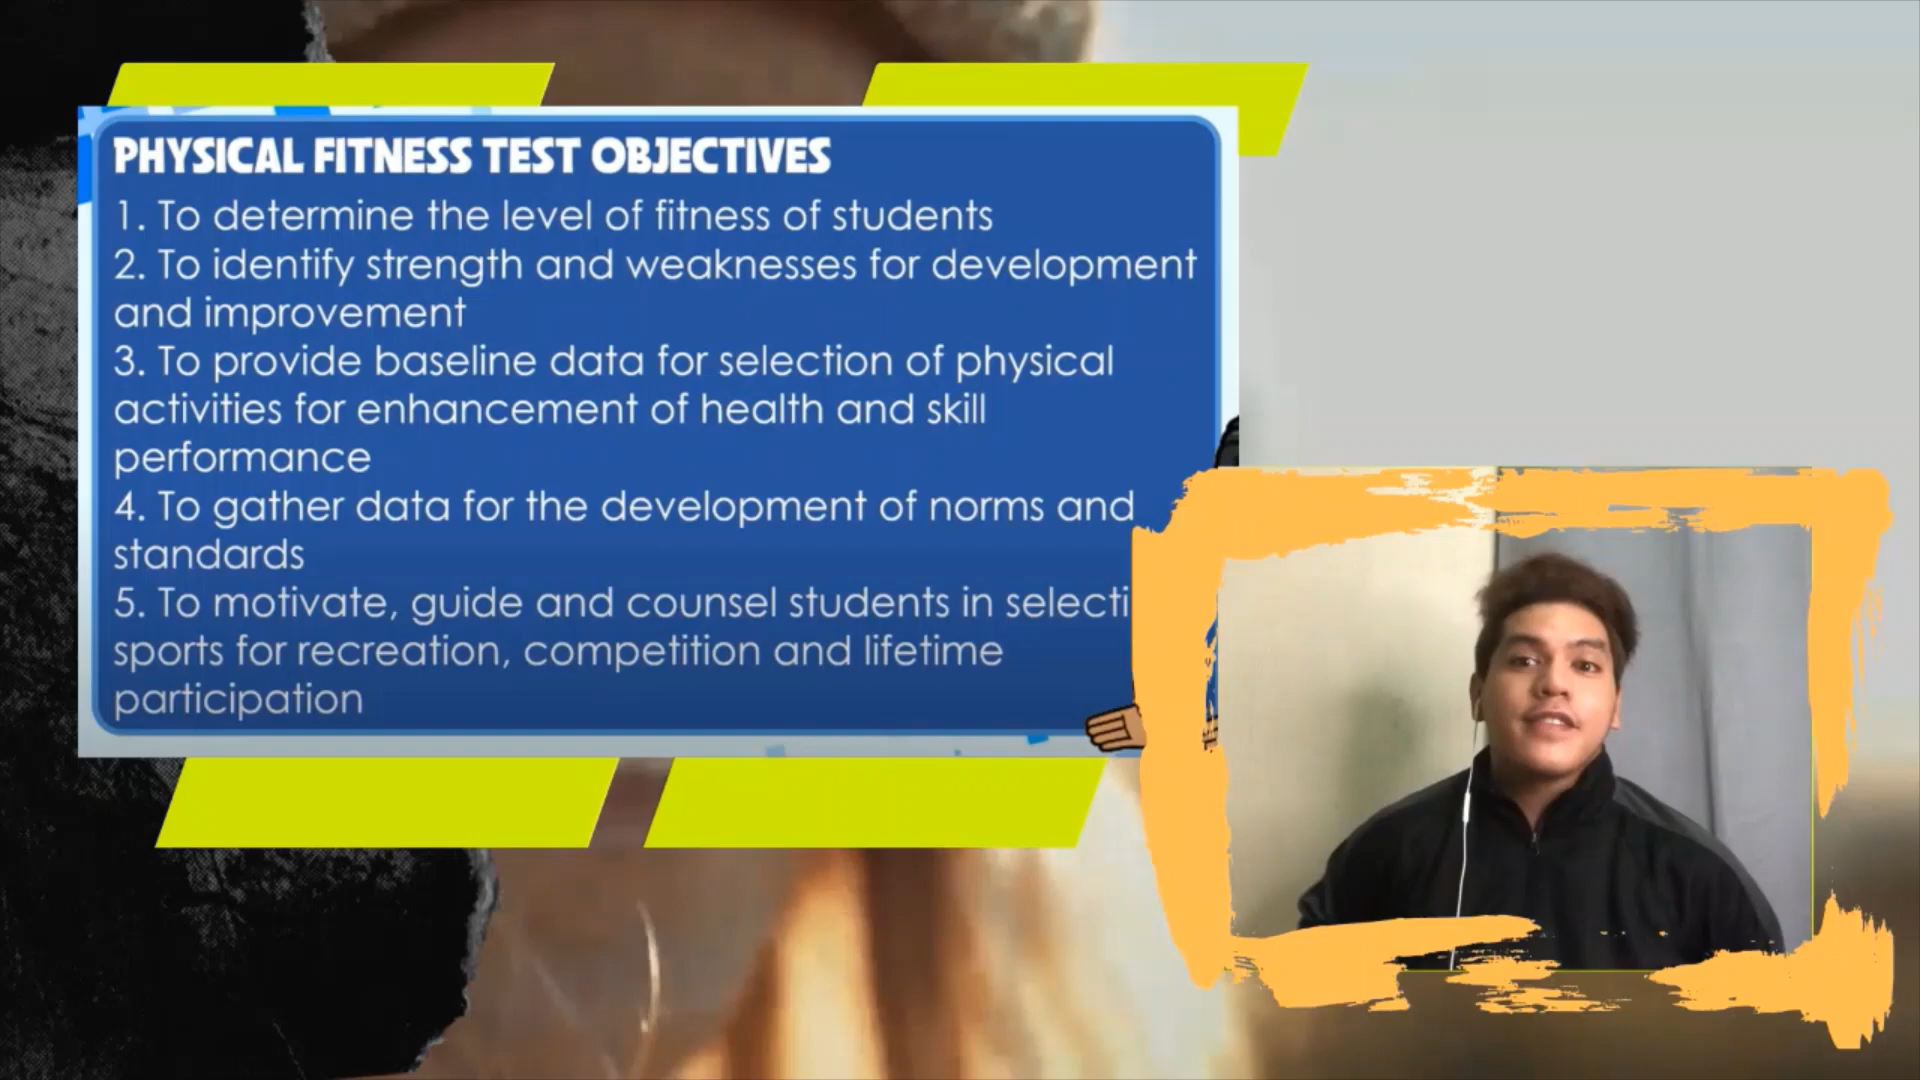 PHYSICAL FITNESS TEST OBJECTIVES
1. To determine the level of fitness of students
2. To identify strength and weaknesses for development
and improvement
3. To provide baseline data for selection of physical
activities for enhancement of health and skill
performance
4. To gather data for the development of norms and
standards
5. To motivate, guide and counsel students in selecti
sports for recreation, competition and lifetime
participation